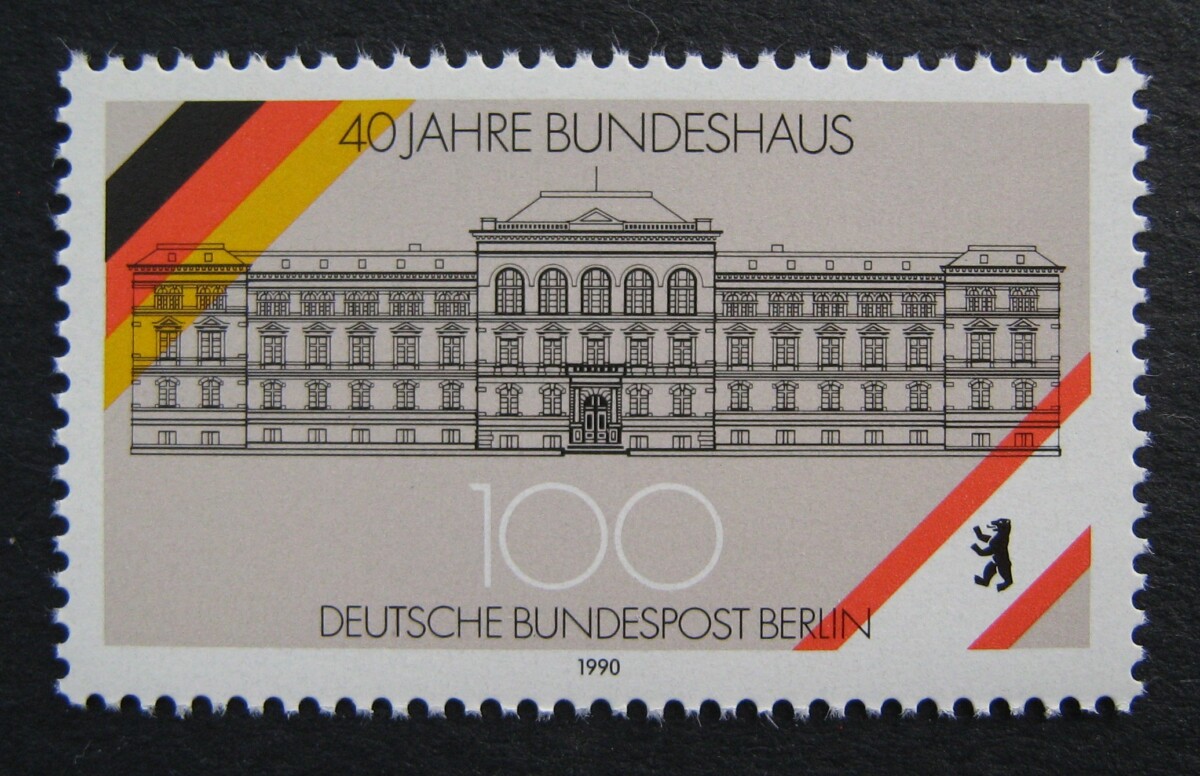 40 JAHRE BUNDESHAUS
100
DEUTSCHE BUNDESPOST BERLIN
1990